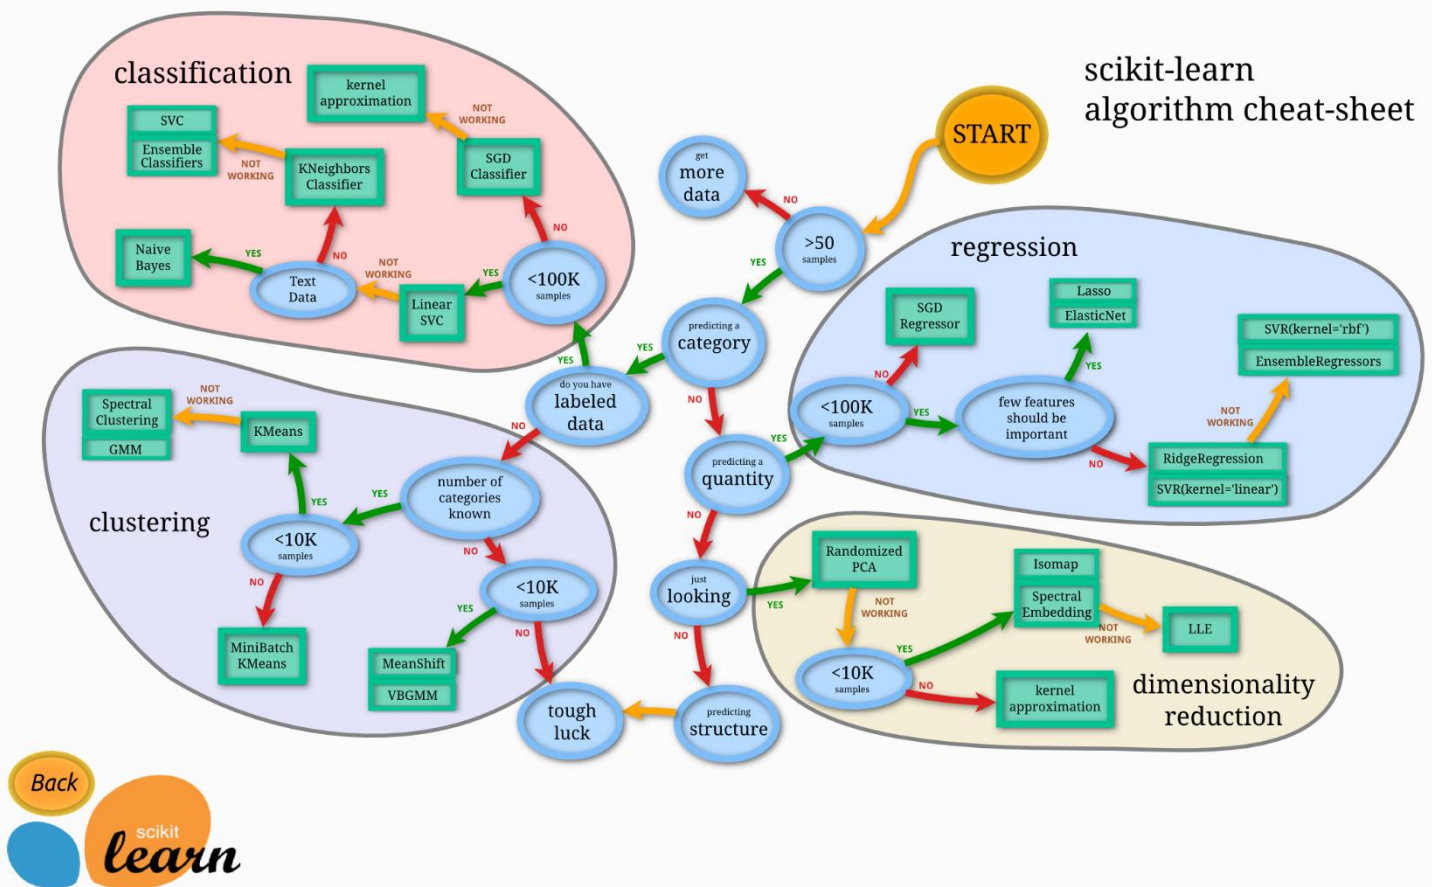 scikit-learn
algorithm cheat-sheet
START
get
more
data
NO
>50
samples
YES
classification
kernel
approximation
NOT
WORKING
SVC
Ensemble
Classifiers
NOT
WORKING
KNeighbors
Classifier
SGD
Classifier
NO
NO
Naive
Bayes
YES
Text
Data
NOT
WORKING
Linear
SVC
YES
<100K
samples
YES
predicting a
category
YES
NO
do you have
labeled
data
NO
regression
SGD
Regressor
NO
Lasso
ElasticNet
YES
SVR(kernel='rbf')
EnsembleRegressors
NOT
WORKING
<100K
samples
YES
few features
should be
important
NO
RidgeRegression
SVR(kernel='linear')
predicting a
quantity
YES
NO
clustering
Spectral
Clustering
GMM
NOT
WORKING
KMeans
YES
number of
categories
known
YES
NO
<10K
samples
NO
MiniBatch
KMeans
<10K
samples
YES
NO
MeanShift
VBGMM
just
looking
YES
NO
tough
luck
predicting
structure
Randomized
PCA
NOT
WORKING
<10K
samples
YES
NO
Isomap
Spectral
Embedding
NOT
WORKING
LLE
kernel
approximation
dimensionality
reduction
Back
scikit
learn